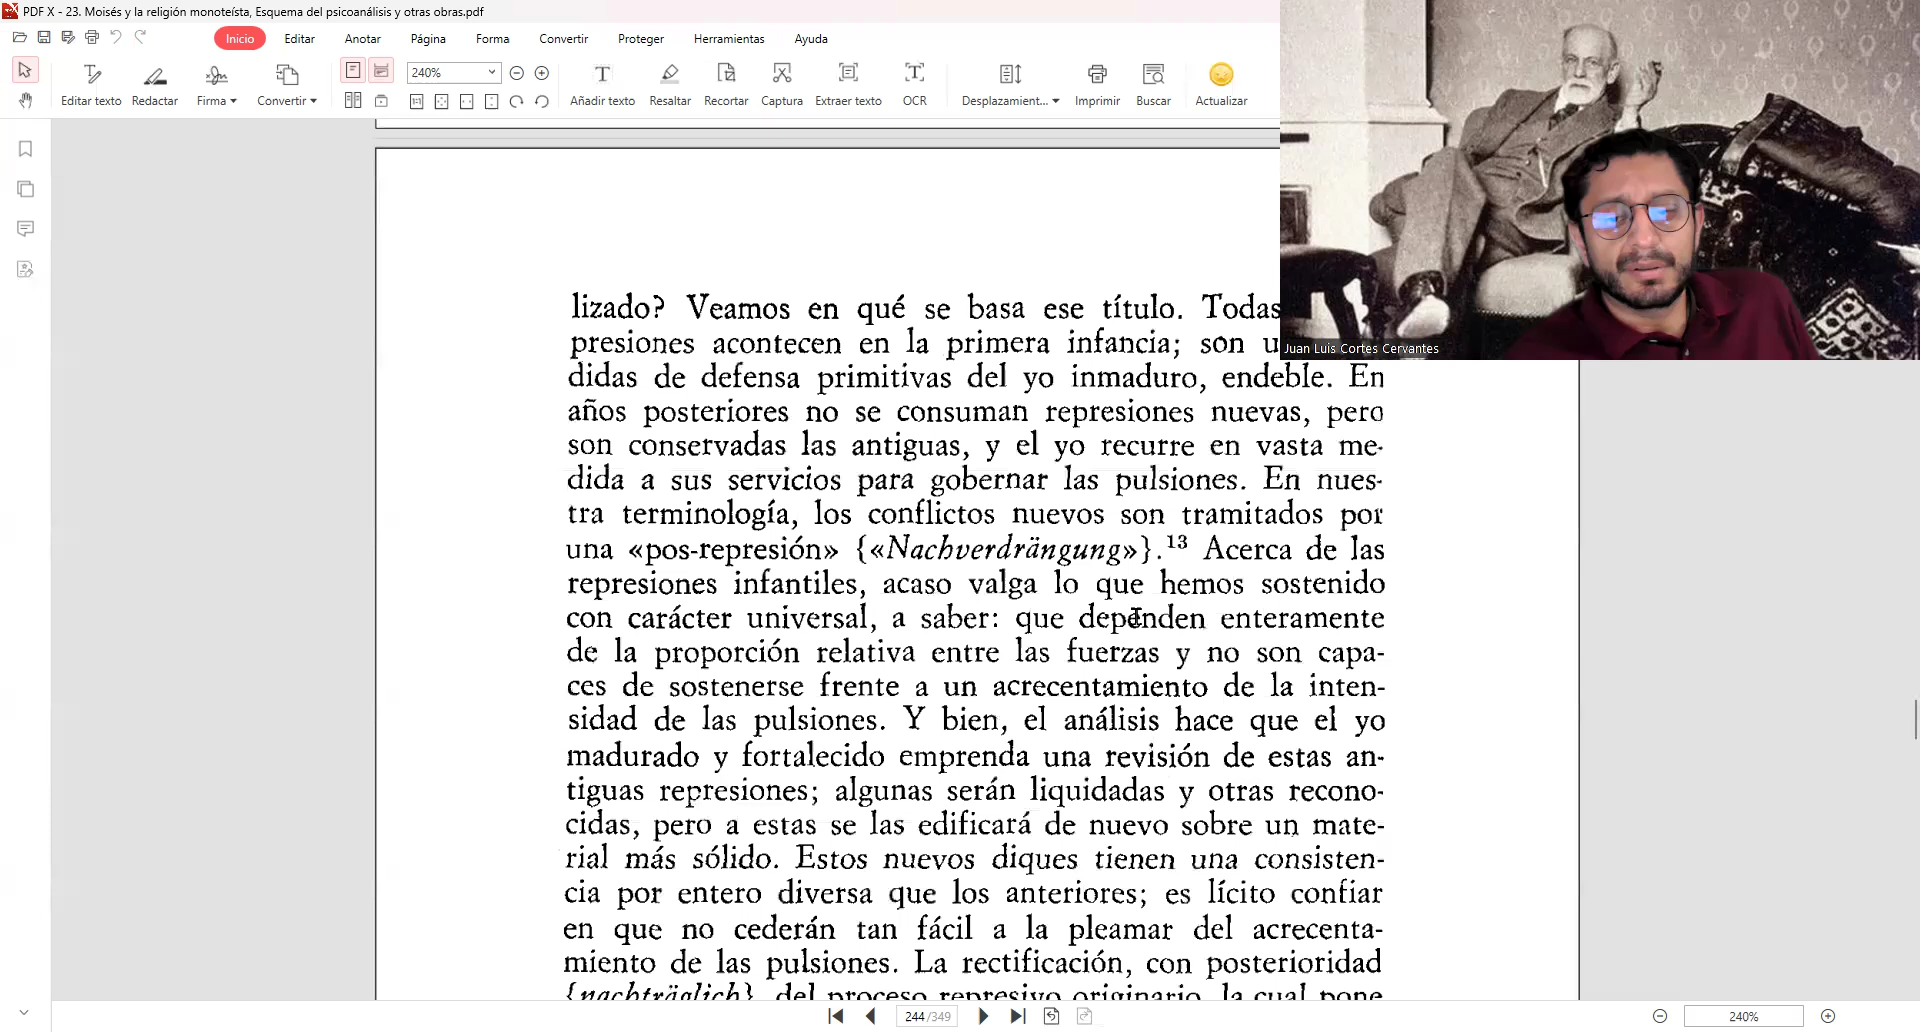 PDF X - 23. Moisés y la religión monoteísta, Esquema del psicoanálisis y otras obras.pdf
Inicio Editar Anotar Página Forma Convertir Proteger Herramientas Ayuda
240%
Editar texto Redactar Firma Convertir Añadir texto Resaltar Recortar Captura Extraer texto OCR Desplazamient... Imprimir Buscar Actualizar
Juan Luis Cortes Cervantes
lizado? Veamos en qué se basa ese título. Todas
presiones acontecen en la primera infancia; son u
didas de defensa primitivas del yo inmaduro, endeble. En
años posteriores no se consuman represiones nuevas, pero
son conservadas las antiguas, y el yo recurre en vasta me-
dida a sus servicios para gobernar las pulsiones. En nues-
tra terminología, los conflictos nuevos son tramitados por
una «pos-represión» {«Nachverdrängung»}.¹³ Acerca de las
represiones infantiles, acaso valga lo que hemos sostenido
con carácter universal, a saber: que dependen enteramente
de la proporción relativa entre las fuerzas y no son capa-
ces de sostenerse frente a un acrecentamiento de la inten-
sidad de las pulsiones. Y bien, el análisis hace que el yo
madurado y fortalecido emprenda una revisión de estas an-
tiguas represiones; algunas serán liquidadas y otras recono-
cidas, pero a estas se las edificará de nuevo sobre un mate-
rial más sólido. Estos nuevos diques tienen una consisten-
cia por entero diversa que los anteriores; es lícito confiar
en que no cederán tan fácil a la pleamar del acrecenta-
miento de las pulsiones. La rectificación, con posterioridad
{nachträglich}, del proceso represivo originario, la cual pone
244 /349
240%